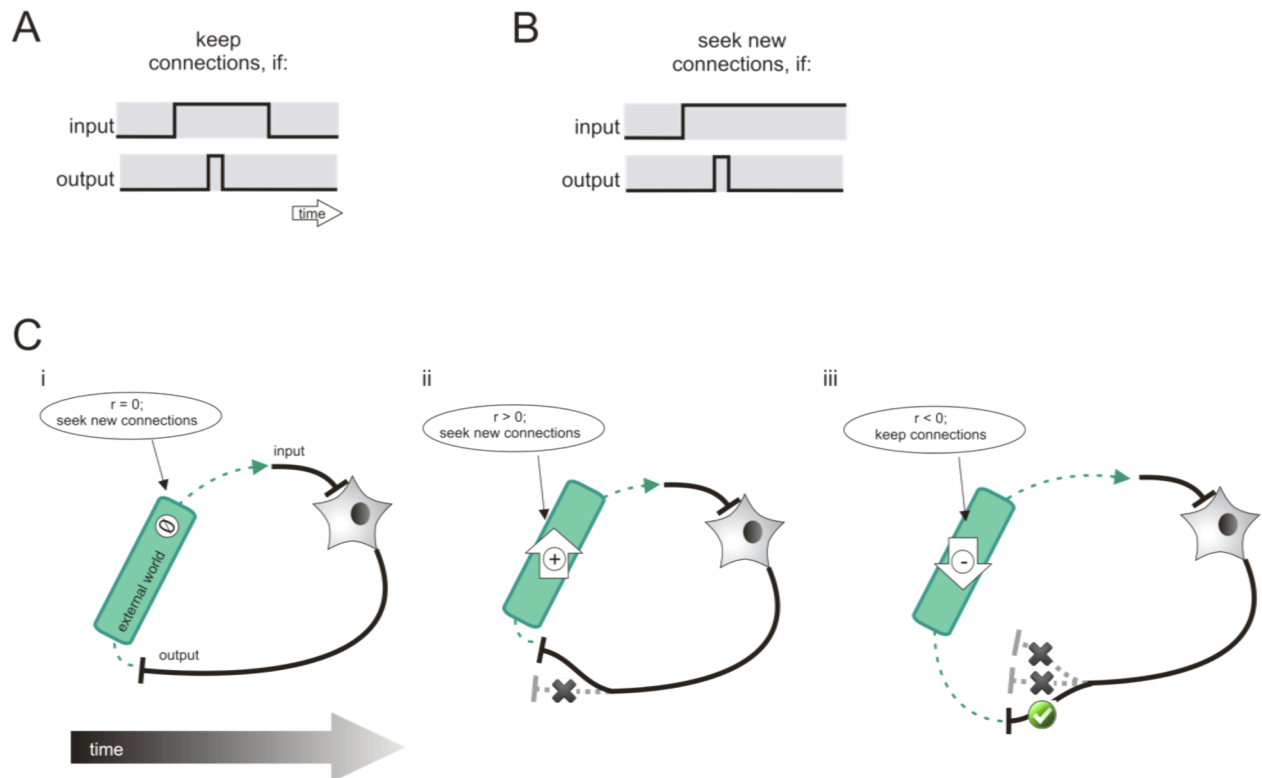 A
keep
connections, if:
input
output
time
B
seek new
connections, if:
input
output
C
i
r = 0;
seek new connections
input
Ø
external world
output
ii
r > 0;
seek new connections
+
iii
r < 0;
keep connections
-
time